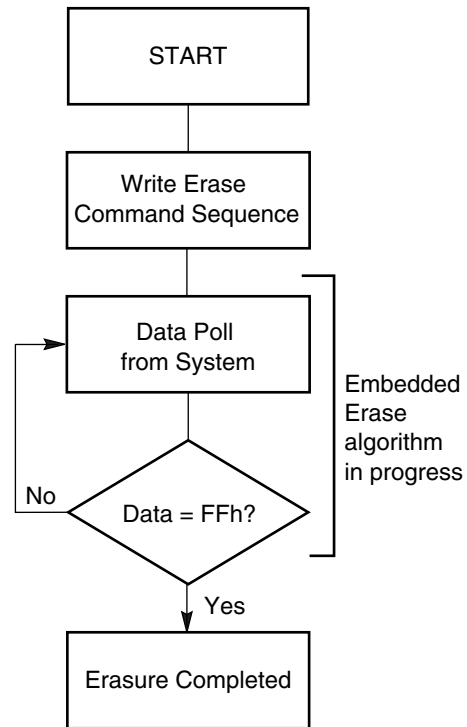 START
Write Erase
Command Sequence
Data Poll
from System
Embedded
Erase
algorithm
in progress
No
Data = FFh?
Yes
Erasure Completed